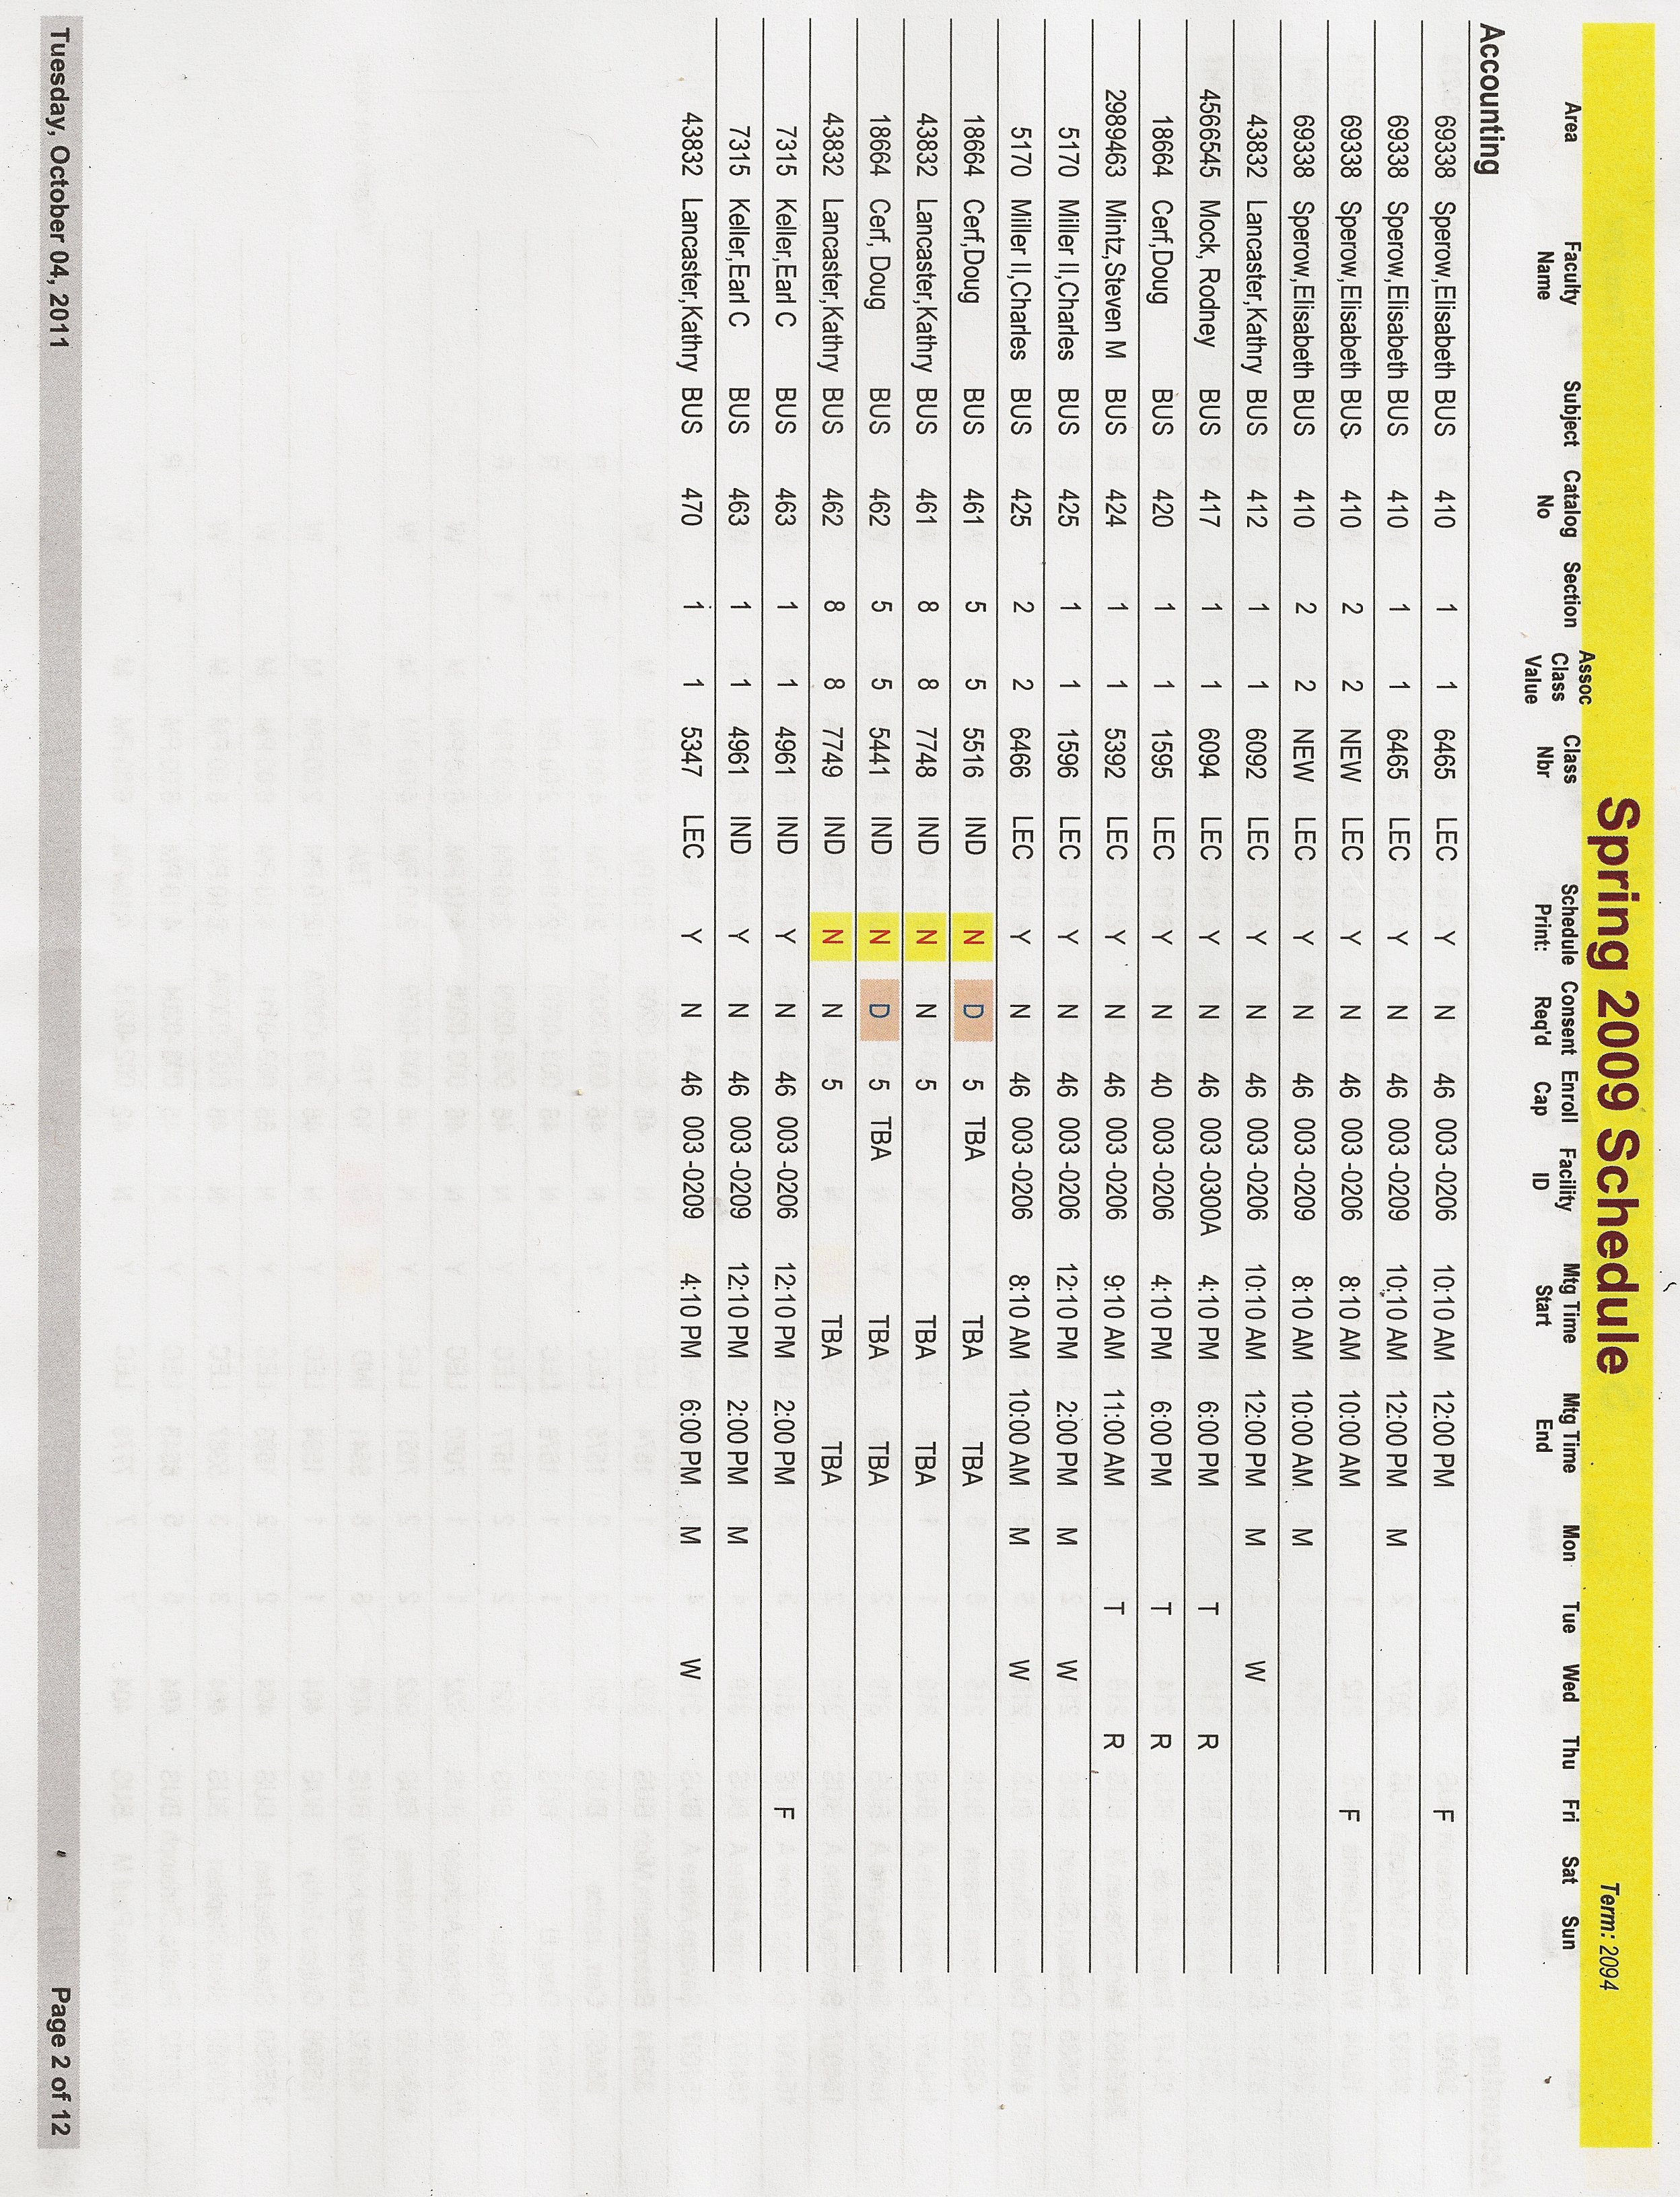 Spring 2009 Schedule
Term: 2094
Area Faculty Name Subject Catalog No Section Assoc Class Value Class Nbr Schedule Print: Consent Req'd Enroll Cap Facility ID Mtg Time Start Mtg Time End Mon Tue Wed Thu Fri Sat Sun
Accounting
69338 Sperow,Elisabeth BUS 410 1 1 6465 LEC Y N 46 003 -0206 10:10 AM 12:00 PM F
69338 Sperow,Elisabeth BUS 410 1 1 6465 LEC Y N 46 003 -0209 10:10 AM 12:00 PM M
69338 Sperow,Elisabeth BUS 410 2 2 NEW LEC Y N 46 003 -0206 8:10 AM 10:00 AM F
69338 Sperow,Elisabeth BUS 410 2 2 NEW LEC Y N 46 003 -0209 8:10 AM 10:00 AM M
43832 Lancaster,Kathry BUS 412 1 1 6092 LEC Y N 46 003 -0206 10:10 AM 12:00 PM M W
4566545 Mock, Rodney BUS 417 1 1 6094 LEC Y N 46 003 -0300A 4:10 PM 6:00 PM T R
18664 Cerf,Doug BUS 420 1 1 1595 LEC Y N 40 003 -0206 4:10 PM 6:00 PM T R
2989463 Mintz,Steven M BUS 424 1 1 5392 LEC Y N 46 003 -0206 9:10 AM 11:00 AM T R
5170 Miller II,Charles BUS 425 1 1 1596 LEC Y N 46 003 -0206 12:10 PM 2:00 PM M W
5170 Miller II,Charles BUS 425 2 2 6466 LEC Y N 46 003 -0206 8:10 AM 10:00 AM M W
18664 Cerf,Doug BUS 461 5 5 5516 IND N D 5 TBA TBA TBA
43832 Lancaster,Kathry BUS 461 8 8 7748 IND N N 5 TBA TBA
18664 Cerf, Doug BUS 462 5 5 5441 IND N D 5 TBA TBA TBA
43832 Lancaster,Kathry BUS 462 8 8 7749 IND N N 5 TBA TBA
7315 Keller,Earl C BUS 463 1 1 4961 IND Y N 46 003 -0206 12:10 PM 2:00 PM F
7315 Keller,Earl C BUS 463 1 1 4961 IND Y N 46 003 -0209 12:10 PM 2:00 PM M
43832 Lancaster,Kathry BUS 470 1 1 5347 LEC Y N 46 003 -0209 4:10 PM 6:00 PM M W
Tuesday, October 04, 2011 Page 2 of 12